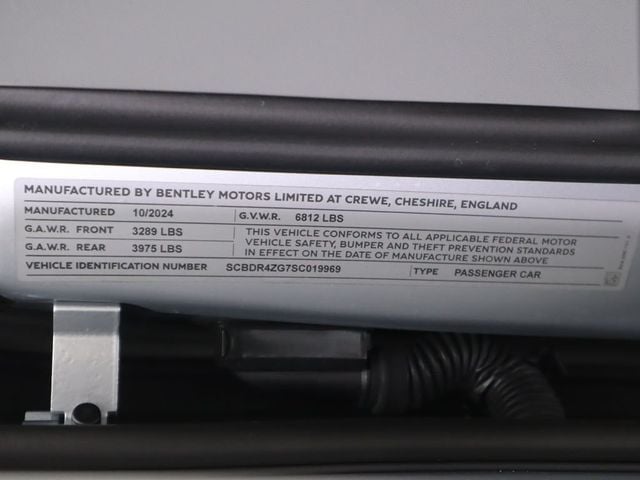 MANUFACTURED BY BENTLEY MOTORS LIMITED AT CREWE, CHESHIRE, ENGLAND
MANUFACTURED 10/2024 G.V.W.R. 6812 LBS
G.A.W.R. FRONT 3289 LBS
G.A.W.R. REAR 3975 LBS
THIS VEHICLE CONFORMS TO ALL APPLICABLE FEDERAL MOTOR
VEHICLE SAFETY, BUMPER AND THEFT PREVENTION STANDARDS
IN EFFECT ON THE DATE OF MANUFACTURE SHOWN ABOVE
VEHICLE IDENTIFICATION NUMBER SCBDR4ZG7SC019969 TYPE PASSENGER CAR